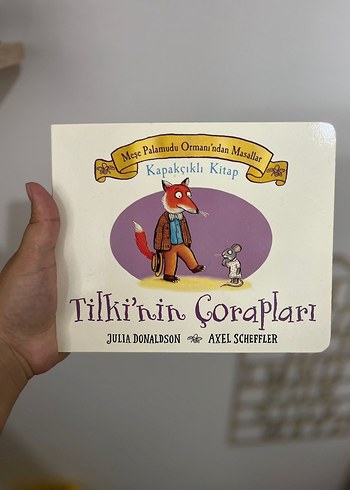 Meşe Palamudu Ormanı'ndan Masallar
Kapakçıklı Kitap
Tilki'nin Çorapları
JULIA DONALDSON AXEL SCHEFFLER